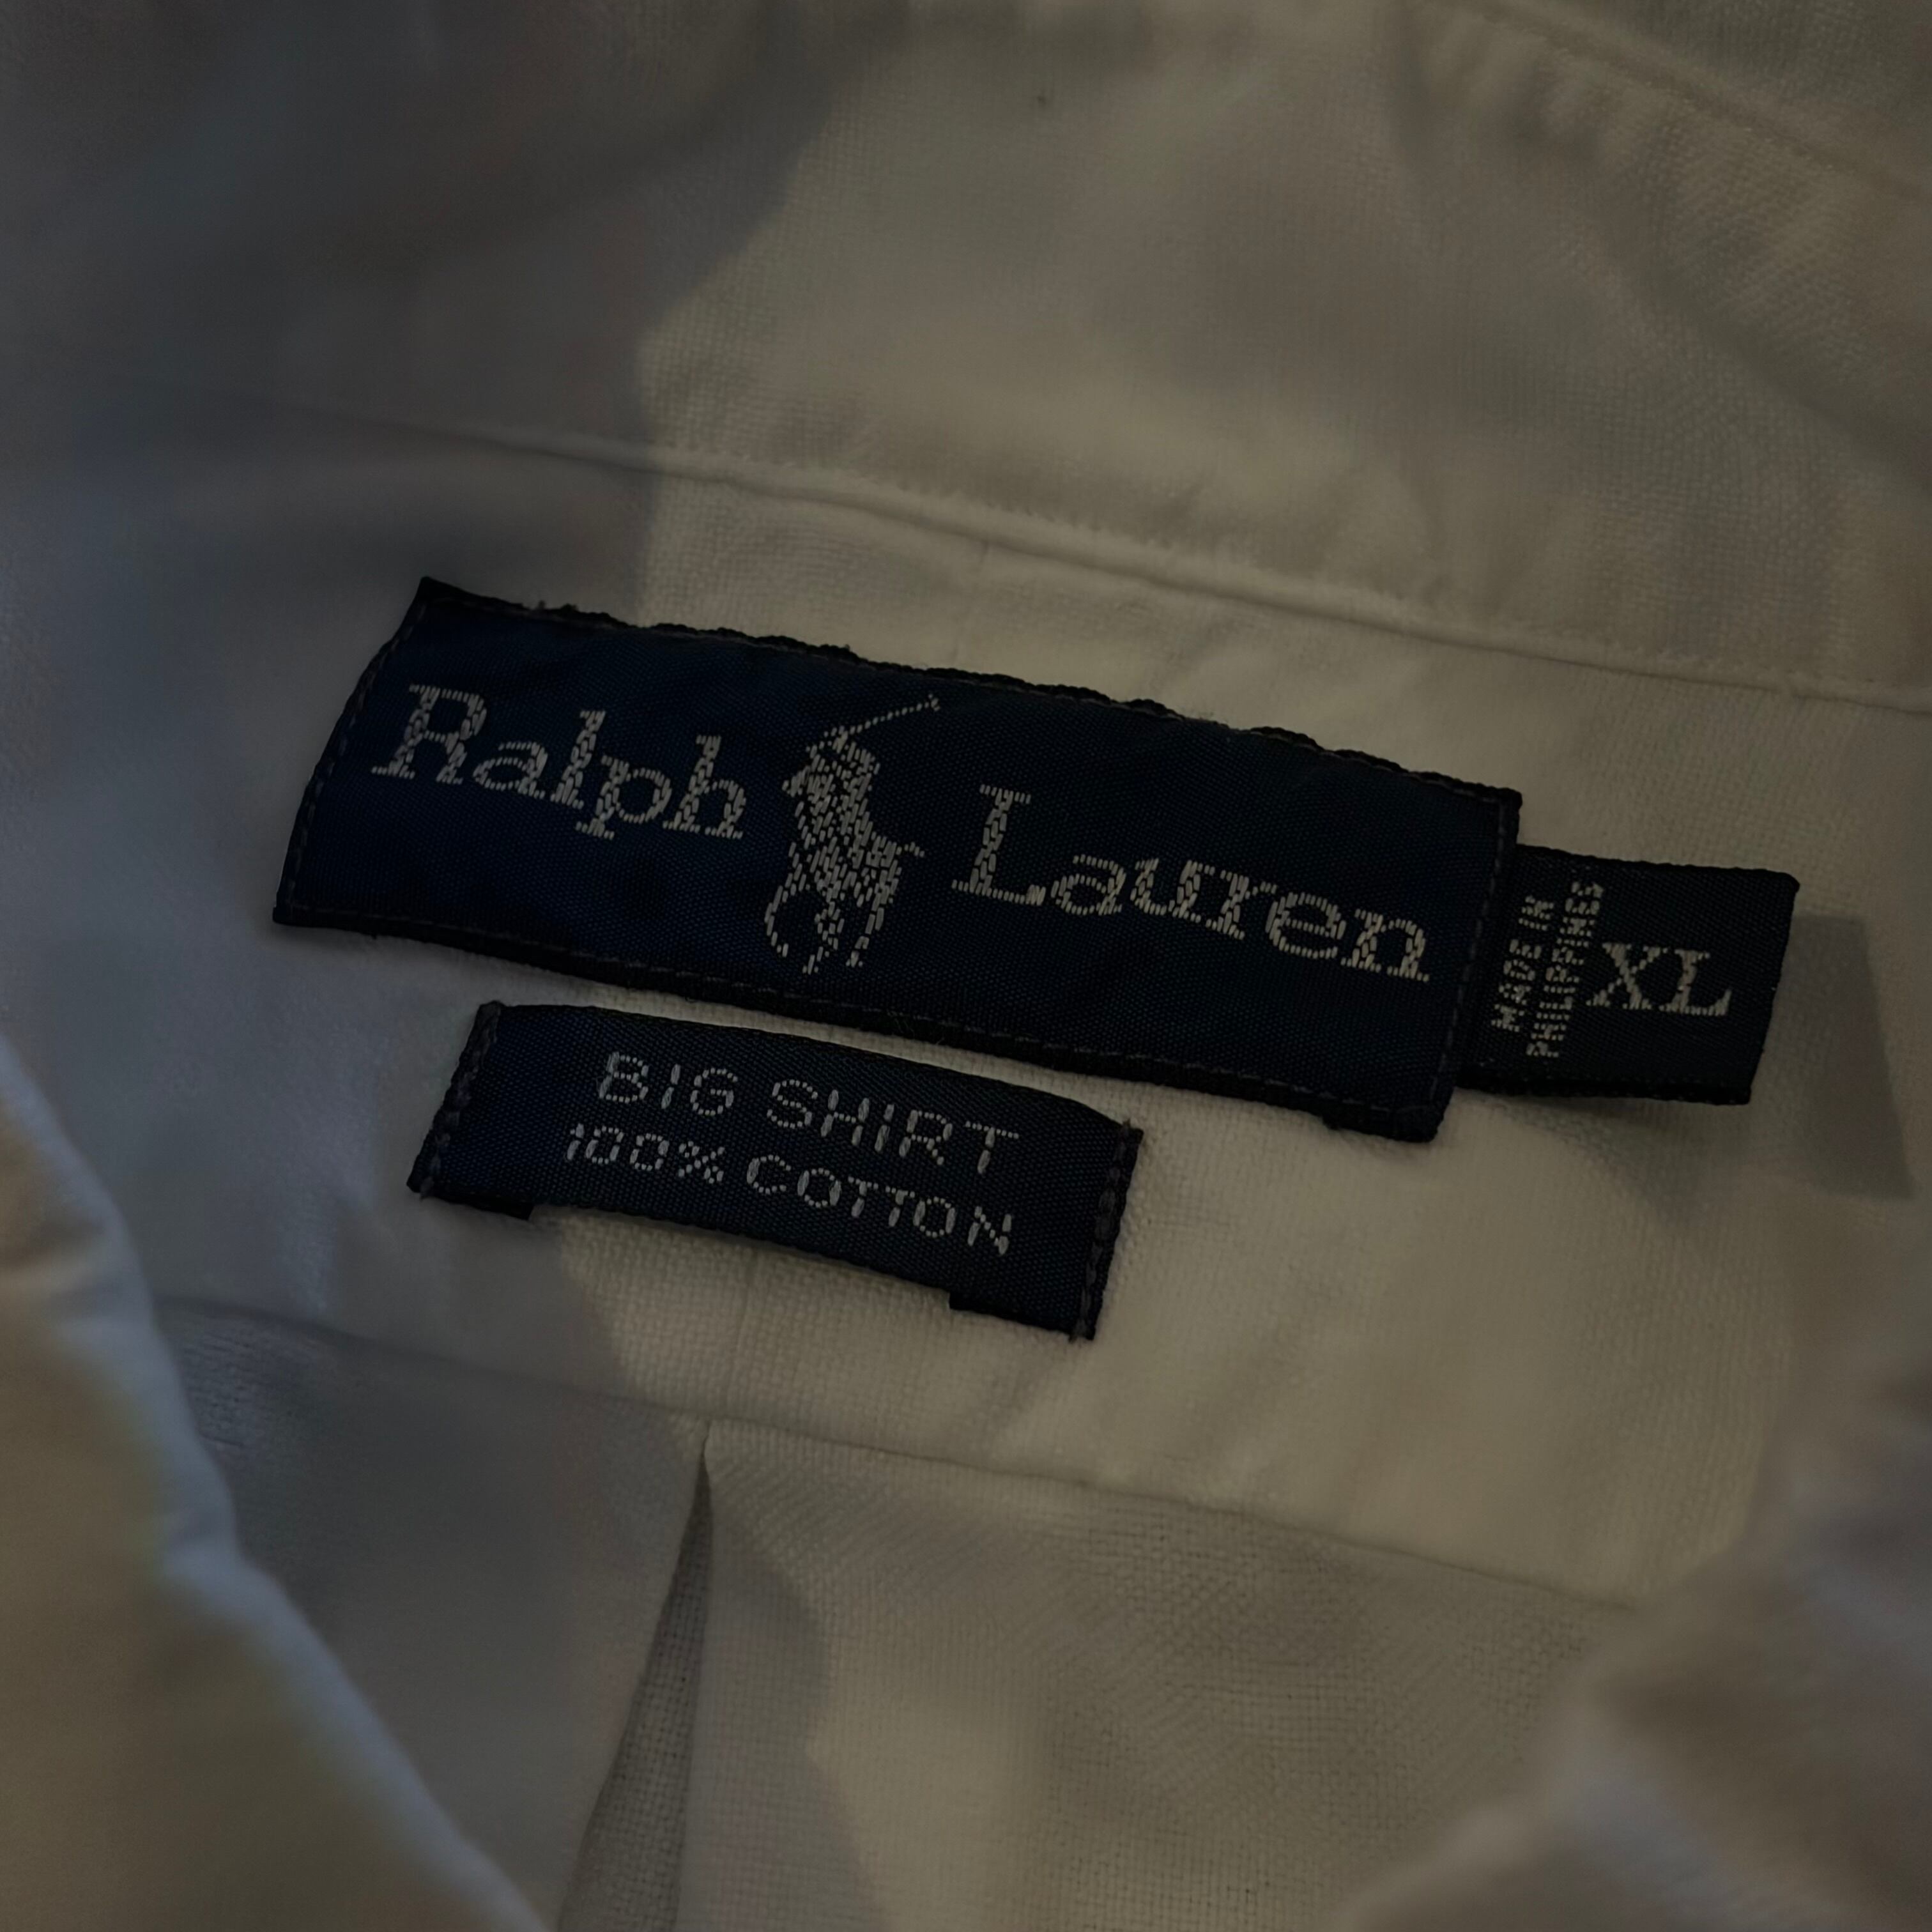 Ralph Lauren
MADE IN
PHILIPPINES
XL
BIG SHIRT
100% COTTON